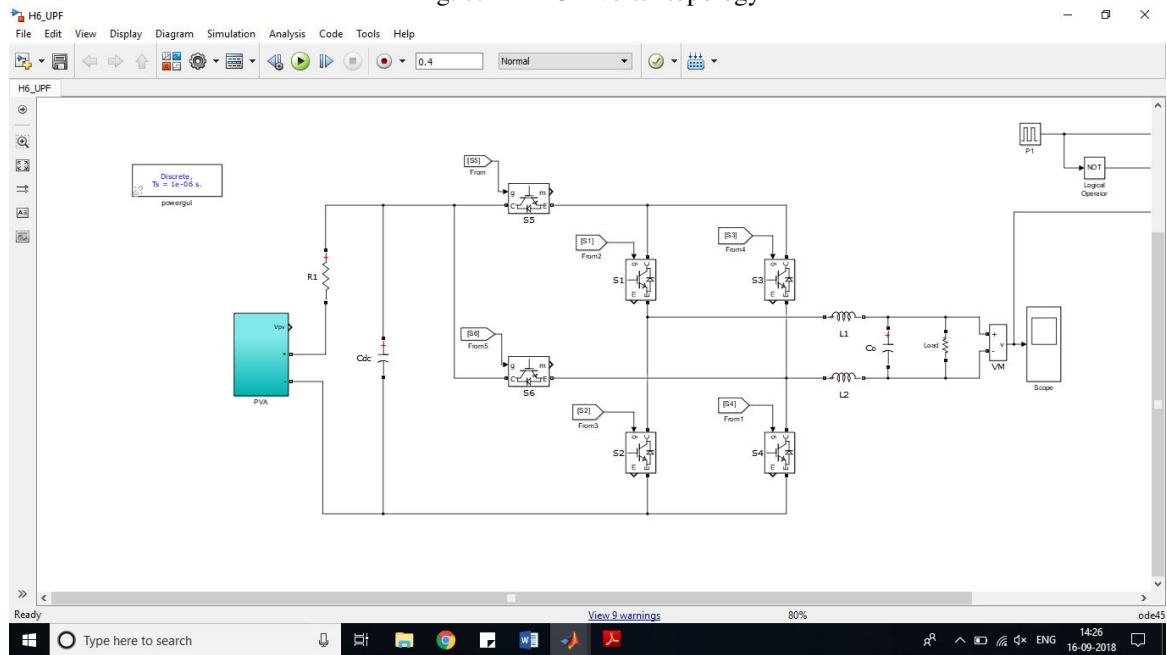 H6_UPF
File Edit View Display Diagram Simulation Analysis Code Tools Help
0.4 Normal
H6_UPF
Discrete,
Ts = 1e-06 s.
powergui
[S5]
From
g m
C E
S5
P1
NOT
Logical
Operator
[S1]
From2
[S3]
From4
g C
S1
E
g C
S3
E
R1
Vpv
+
-
PVA
Cdc
[S6]
From5
g m
C E
S6
L1
Co
Load
L2
+
v
-
VM
Scope
[S2]
From3
[S4]
From1
g C
S2
E
g C
S4
E
Ready View 9 warnings 80% ode45
Type here to search
ENG
14:26
16-09-2018